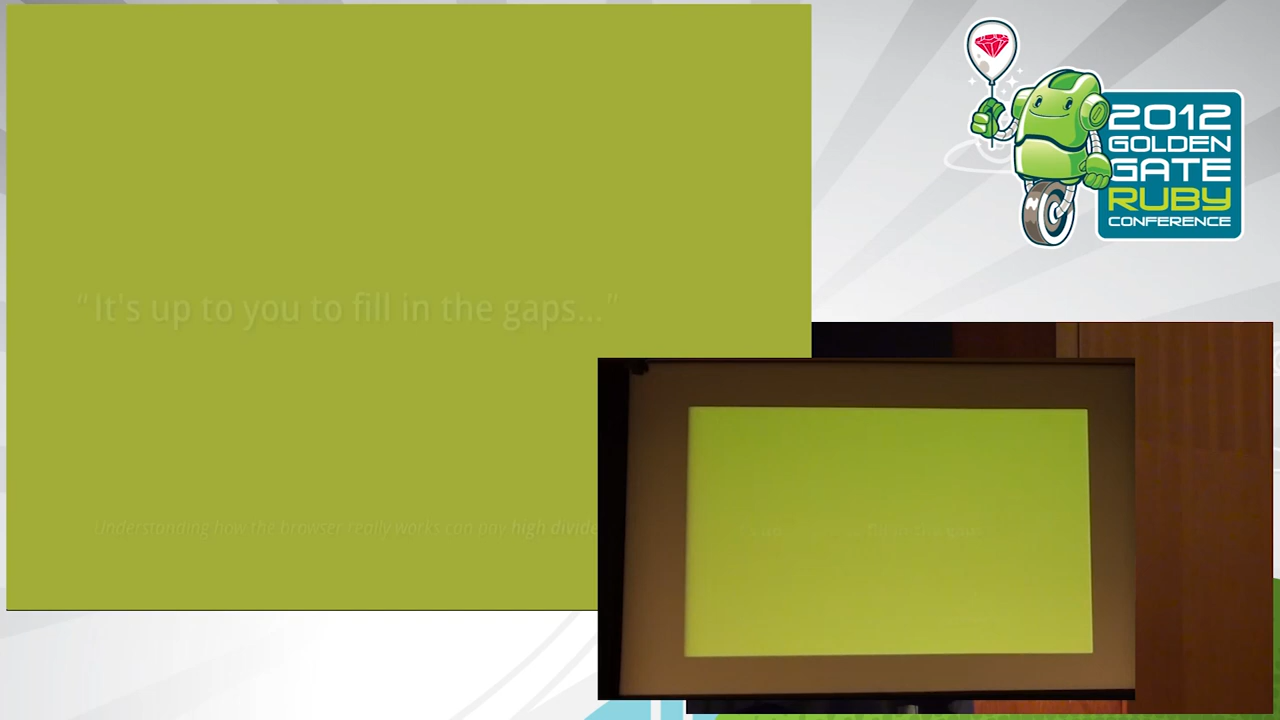 “It's up to you to fill in the gaps...”
Understanding how the browser really works can pay high divide
2012
GOLDEN
GATE
RUBY
CONFERENCE